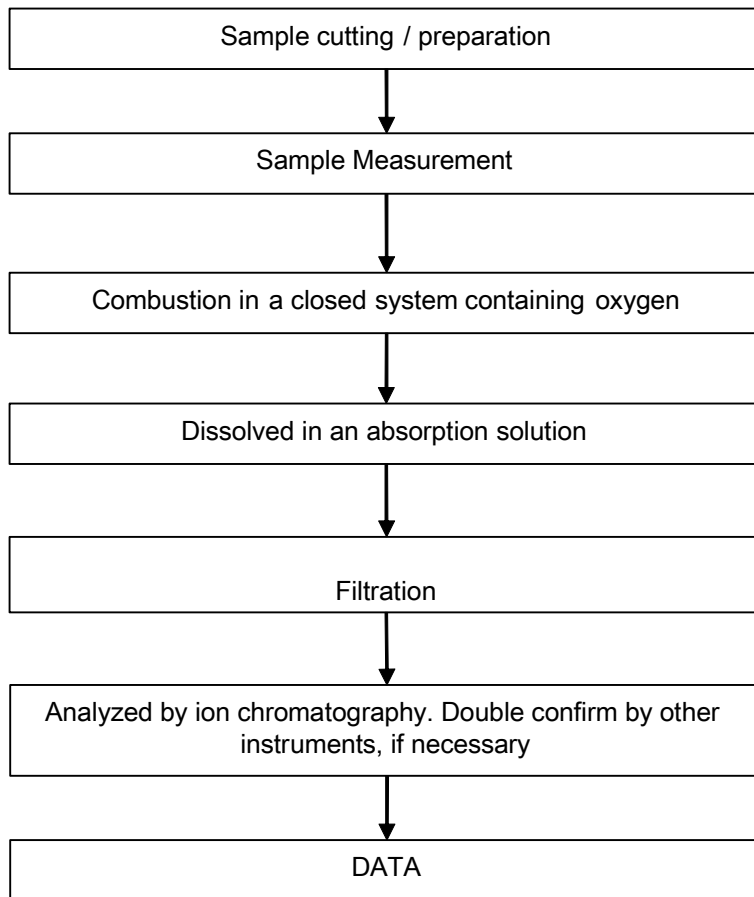 Sample cutting / preparation
Sample Measurement
Combustion in a closed system containing oxygen
Dissolved in an absorption solution
Filtration
Analyzed by ion chromatography. Double confirm by other
instruments, if necessary
DATA